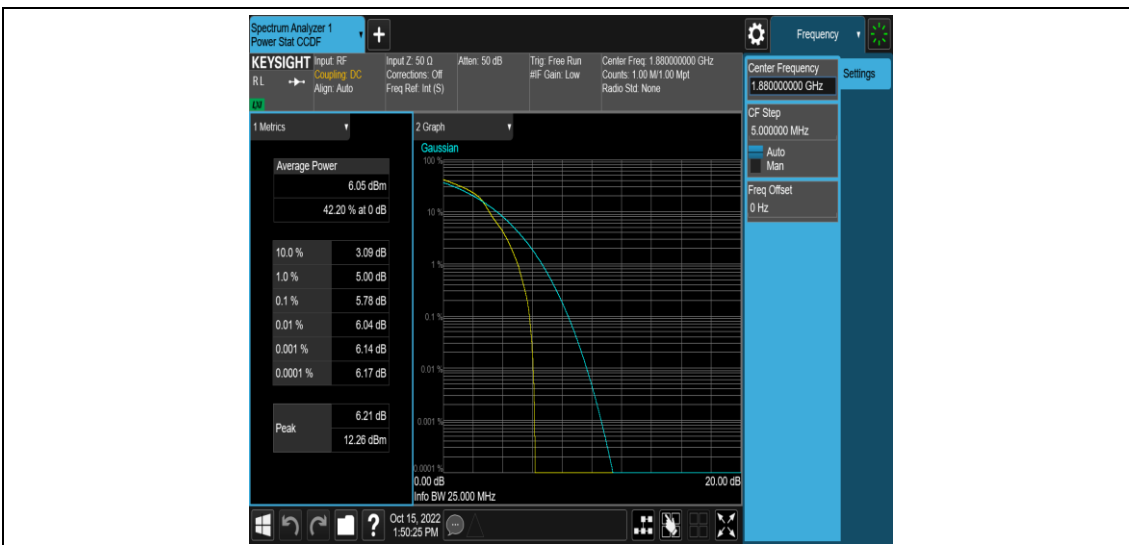 Spectrum Analyzer 1
Power Stat CCDF
+
Frequency
KEYSIGHT Input: RF Input Z: 50 Ω Atten: 50 dB Trig: Free Run Center Freq: 1.880000000 GHz
RL Coupling: DC Corrections: Off #IF Gain: Low Counts: 1.00 M/1.00 Mpt
Align: Auto Freq Ref: Int (S) Radio Std: None
LXI
Center Frequency
1.880000000 GHz
Settings
CF Step
5.000000 MHz
Auto
Man
Freq Offset
0 Hz
1 Metrics
Average Power
6.05 dBm
42.20 % at 0 dB
10.0 % 3.09 dB
1.0 % 5.00 dB
0.1 % 5.78 dB
0.01 % 6.04 dB
0.001 % 6.14 dB
0.0001 % 6.17 dB
Peak 6.21 dB
12.26 dBm
2 Graph
Gaussian
100 %
10 %
1 %
0.1 %
0.01 %
0.001 %
0.0001 %
0.00 dB 20.00 dB
Info BW 25.000 MHz
?
Oct 15, 2022
1:50:25 PM